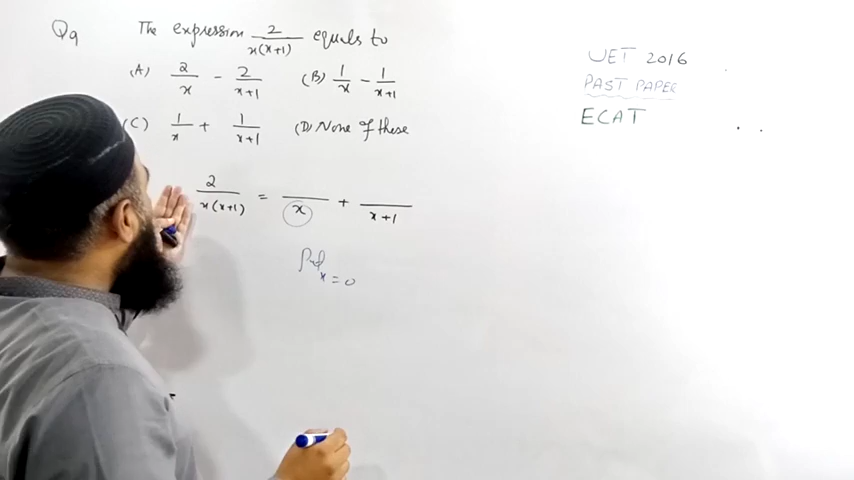 Q9 The expression 2/x(x+1) equals to
(A) 2/x - 2/x+1 (B) 1/x - 1/x+1
(C) 1/x + 1/x+1 (D) None of these
2/x(x+1) = /x + /x+1
Put x = 0
UET 2016
PAST PAPER
ECAT